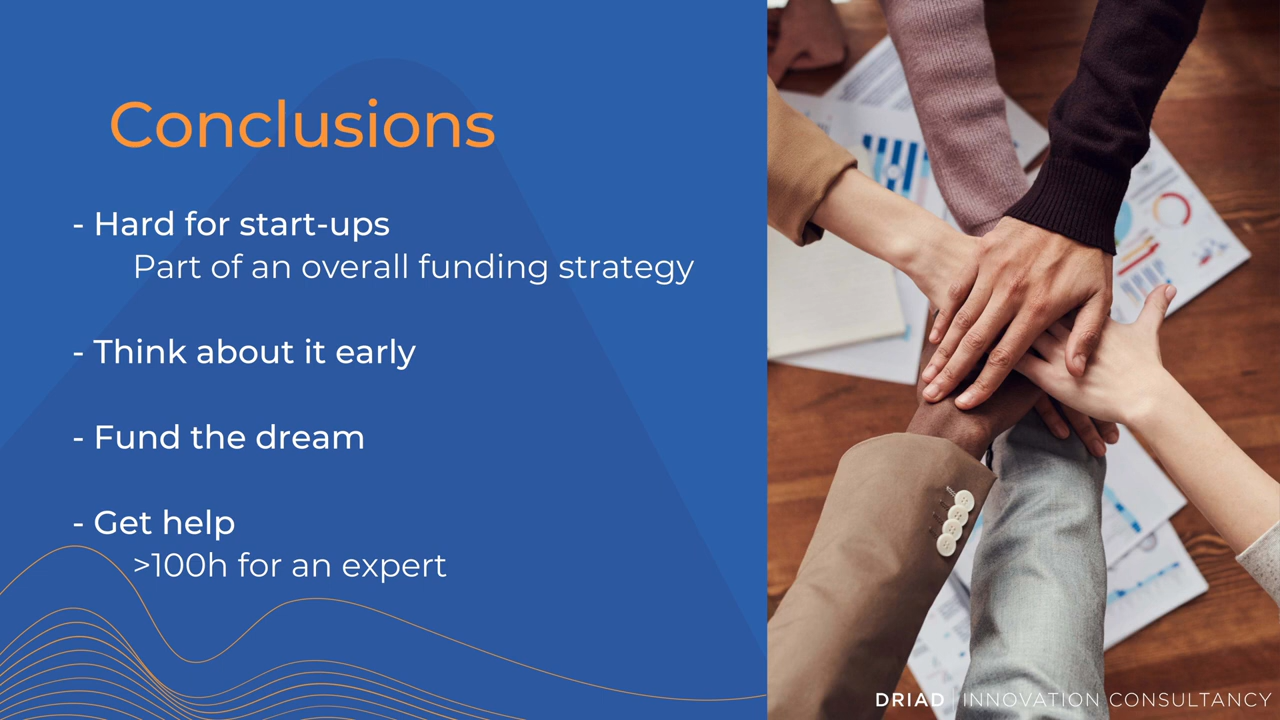 Conclusions
- Hard for start-ups
Part of an overall funding strategy
- Think about it early
- Fund the dream
- Get help
>100h for an expert
DRIAD | INNOVATION CONSULTANCY